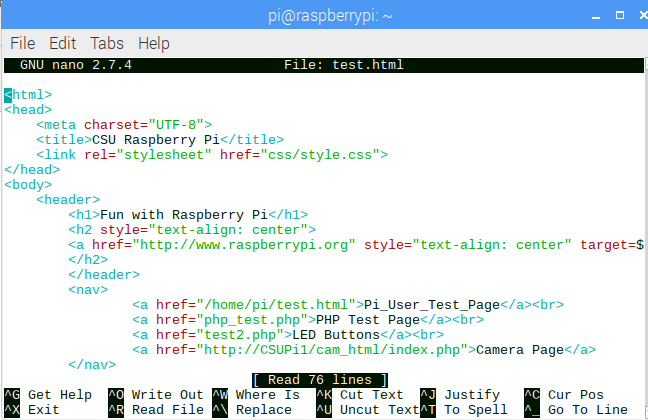 pi@raspberrypi: ~
File Edit Tabs Help
GNU nano 2.7.4 File: test.html
<html>
<head>
    <meta charset="UTF-8">
    <title>CSU Raspberry Pi</title>
    <link rel="stylesheet" href="css/style.css">
</head>
<body>
    <header>
        <h1>Fun with Raspberry Pi</h1>
        <h2 style="text-align: center">
        <a href="http://www.raspberrypi.org" style="text-align: center" target=$
        </h2>
        </header>
        <nav>
                <a href="/home/pi/test.html">Pi_User_Test_Page</a><br>
                <a href="php_test.php">PHP Test Page</a><br>
                <a href="test2.php">LED Buttons</a><br>
                <a href="http://CSUPi1/cam_html/index.php">Camera Page</a>
        </nav>
[ Read 76 lines ]
^G Get Help ^O Write Out ^W Where Is ^K Cut Text ^J Justify ^C Cur Pos
^X Exit ^R Read File ^\ Replace ^U Uncut Text ^T To Spell ^_ Go To Line